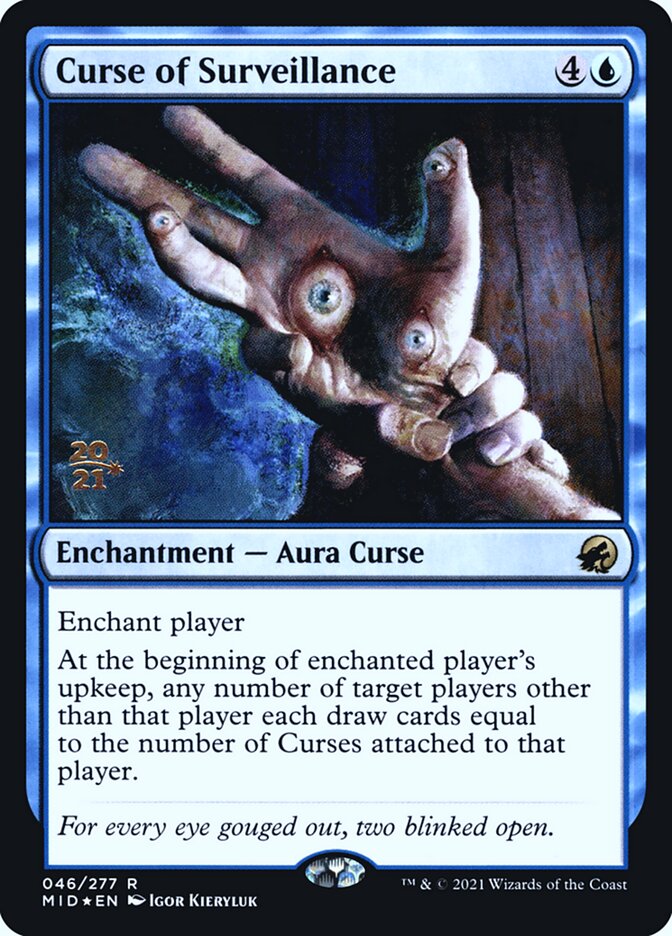 Curse of Surveillance
4
20
21
Enchantment — Aura Curse
Enchant player
At the beginning of enchanted player's
upkeep, any number of target players other
than that player each draw cards equal
to the number of Curses attached to that
player.
For every eye gouged out, two blinked open.
046/277 R
MID★EN Igor Kieryluk
™ & © 2021 Wizards of the Coast